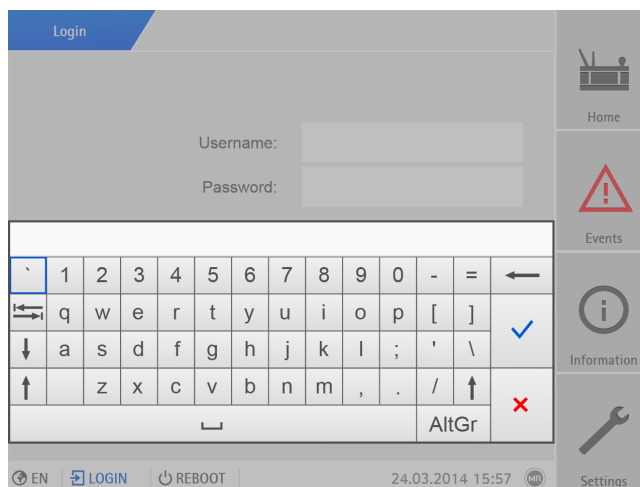 Login
Home
Username:
Password:
Events
` 1 2 3 4 5 6 7 8 9 0 - =
q w e r t y u i o p [ ]
a s d f g h j k l ; ' \
Information
z x c v b n m , . /
AltGr
EN LOGIN REBOOT 24.03.2014 15:57 MR Settings